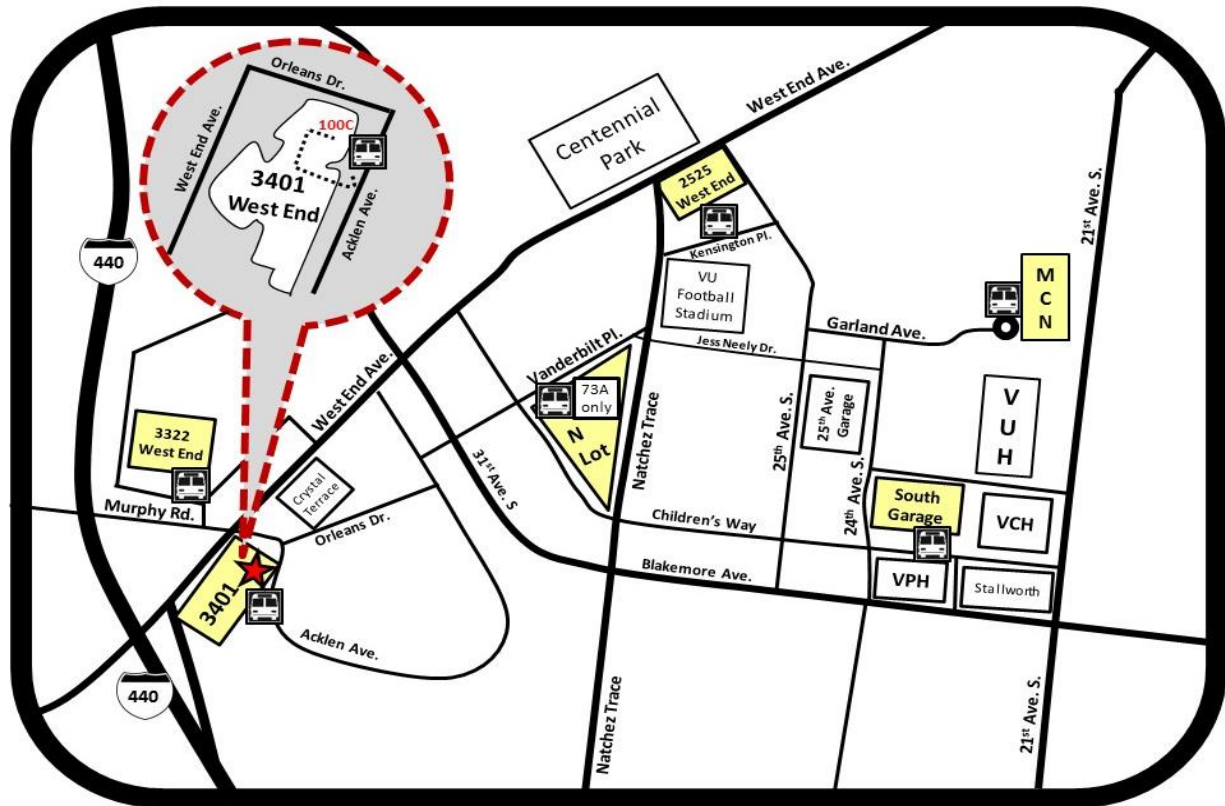 Orleans Dr.
West End Ave.
100C
3401
West End
Acklen Ave.
440
Centennial
Park
West End Ave.
2525
West End
Kensington Pl.
VU
Football
Stadium
21st Ave. S.
M
C
N
Garland Ave.
Jess Neely Dr.
Vanderbilt Pl.
73A
only
N
Lot
Natchez Trace
25th Ave. S.
25th Ave.
Garage
24th Ave. S.
V
U
H
West End Ave.
3322
West End
Murphy Rd.
Crystal
Terrace
Orleans Dr.
31st Ave. S
South
Garage
VCH
Children's Way
Blakemore Ave.
VPH
Stallworth
3401
Acklen Ave.
440
Natchez Trace
21st Ave. S.